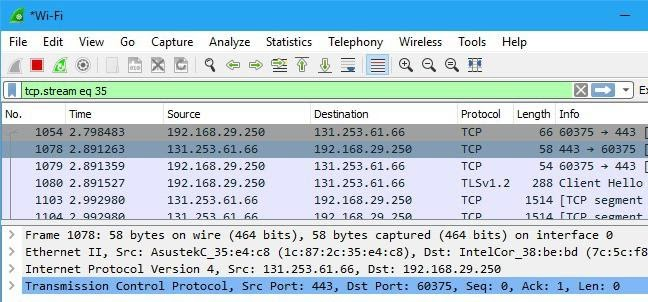 *Wi-Fi
File Edit View Go Capture Analyze Statistics Telephony Wireless Tools Help
tcp.stream eq 35
No. Time Source Destination Protocol Length Info
1054 2.798483 192.168.29.250 131.253.61.66 TCP 66 60375 → 443 [
1078 2.891263 131.253.61.66 192.168.29.250 TCP 58 443 → 60375 [
1079 2.891359 192.168.29.250 131.253.61.66 TCP 54 60375 → 443 [
1080 2.891527 192.168.29.250 131.253.61.66 TLSv1.2 288 Client Hello
1103 2.992980 131.253.61.66 192.168.29.250 TCP 1514 [TCP segment
1104 2.992980 131.253.61.66 192.168.29.250 TCP 1514 [TCP segment
Frame 1078: 58 bytes on wire (464 bits), 58 bytes captured (464 bits) on interface 0
Ethernet II, Src: AsustekC_35:e4:c8 (1c:87:2c:35:e4:c8), Dst: IntelCor_38:be:bd (7c:5c:f8
Internet Protocol Version 4, Src: 131.253.61.66, Dst: 192.168.29.250
Transmission Control Protocol, Src Port: 443, Dst Port: 60375, Seq: 0, Ack: 1, Len: 0